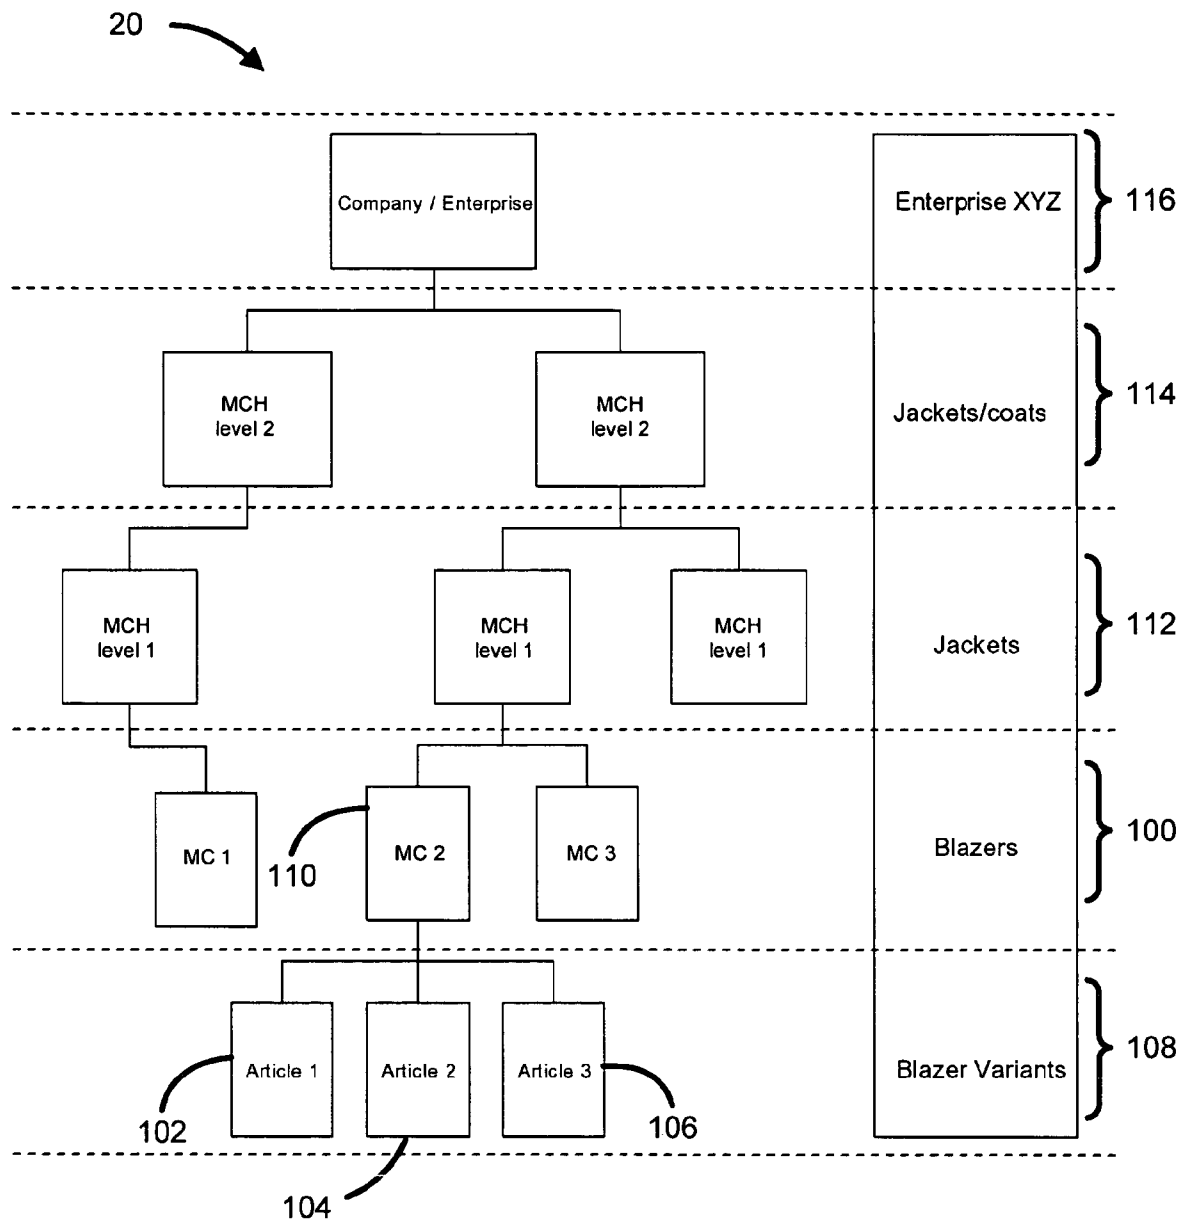 20
Company / Enterprise
Enterprise XYZ
116
MCH
level 2
MCH
level 2
Jackets/coats
114
MCH
level 1
MCH
level 1
MCH
level 1
Jackets
112
MC 1
110
MC 2
MC 3
Blazers
100
Article 1
Article 2
Article 3
Blazer Variants
108
102
104
106